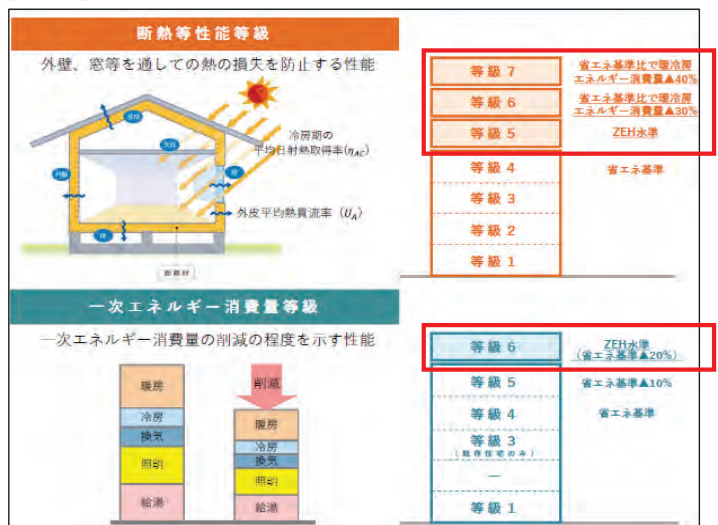 断熱等性能等級
外壁、窓等を通しての熱の損失を防止する性能
冷房期の
平均日射熱取得率(ηAC)
外皮平均熱貫流率(UA)
断熱材
等級7
省エネ基準比で暖冷房
エネルギー消費量▲40%
等級6
省エネ基準比で暖冷房
エネルギー消費量▲30%
等級5
ZEH水準
等級4
省エネ基準
等級3
等級2
等級1
一次エネルギー消費量等級
一次エネルギー消費量の削減の程度を示す性能
暖房
冷房
換気
照明
給湯
削減
暖房
冷房
換気
照明
給湯
等級6
ZEH水準
(省エネ基準▲20%)
等級5
省エネ基準▲10%
等級4
省エネ基準
等級3
(既存住宅のみ)
―
等級1